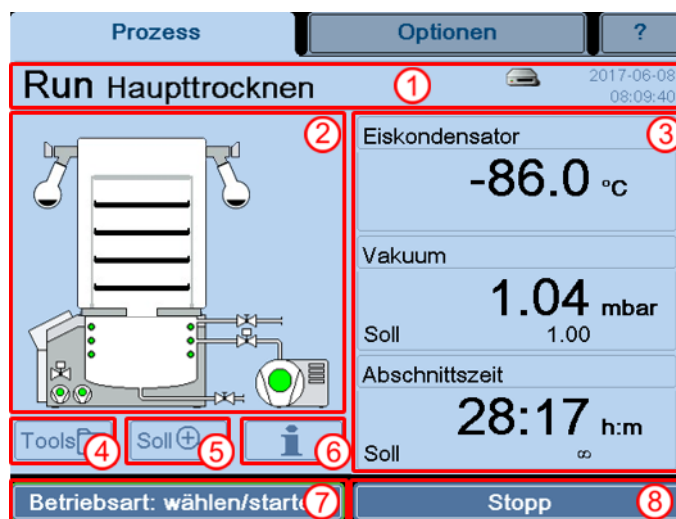 Prozess Optionen ?
Run Haupttrocknen 1 2017-06-08
08:09:40
2
Eiskondensator 3
-86.0 °C
Vakuum
1.04 mbar
Soll 1.00
Abschnittszeit
28:17 h:m
Soll ∞
Tools 4 Soll 5 i 6
Betriebsart: wählen/start 7 Stopp 8